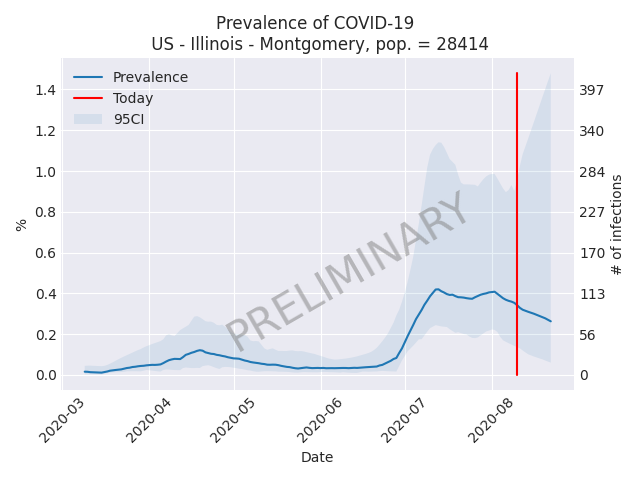 Prevalence of COVID-19
US - Illinois - Montgomery, pop. = 28414
Prevalence
Today
95CI
1.4
1.2
1.0
0.8
0.6
0.4
0.2
0.0
%
397
340
284
227
170
113
56
0
# of infections
PRELIMINARY
2020-03
2020-04
2020-05
2020-06
2020-07
2020-08
Date